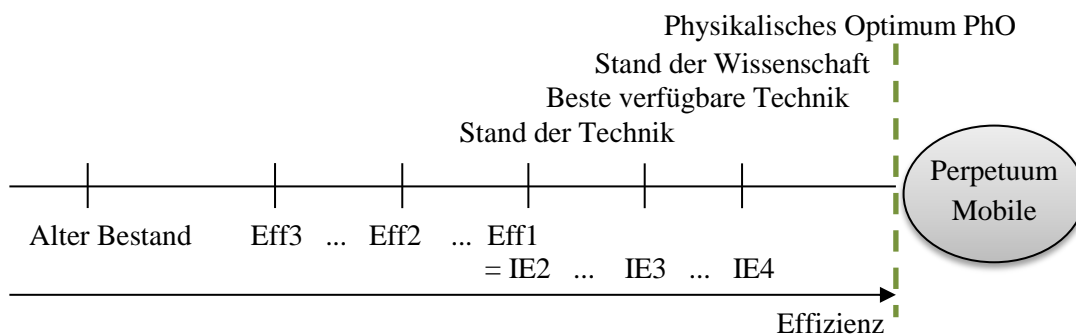 Physikalisches Optimum PhO
Stand der Wissenschaft
Beste verfügbare Technik
Stand der Technik
Perpetuum
Mobile
Alter Bestand Eff3 ... Eff2 ... Eff1
= IE2 ... IE3 ... IE4
Effizienz